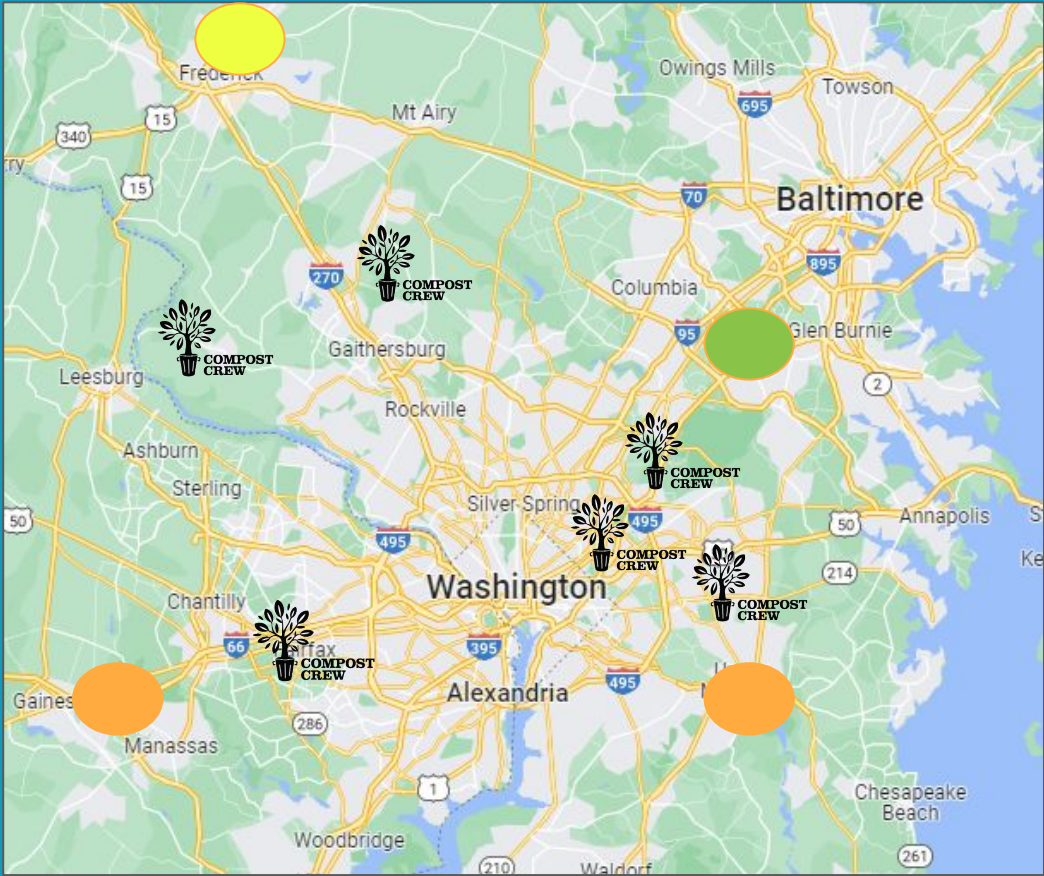 Frederick
Owings Mills
Towson
695
Mt Airy
15
340
15
70
Baltimore
270
COMPOST
CREW
895
Columbia
95
Glen Burnie
COMPOST
CREW
Gaithersburg
Leesburg
2
Rockville
Ashburn
COMPOST
CREW
Sterling
Silver Spring
50
495
50
Annapolis
495
COMPOST
CREW
Washington
214
Chantilly
COMPOST
CREW
66
395
COMPOST
CREW
495
Alexandria
286
Manassas
1
Chesapeake
Beach
Woodbridge
261
210
Waldorf